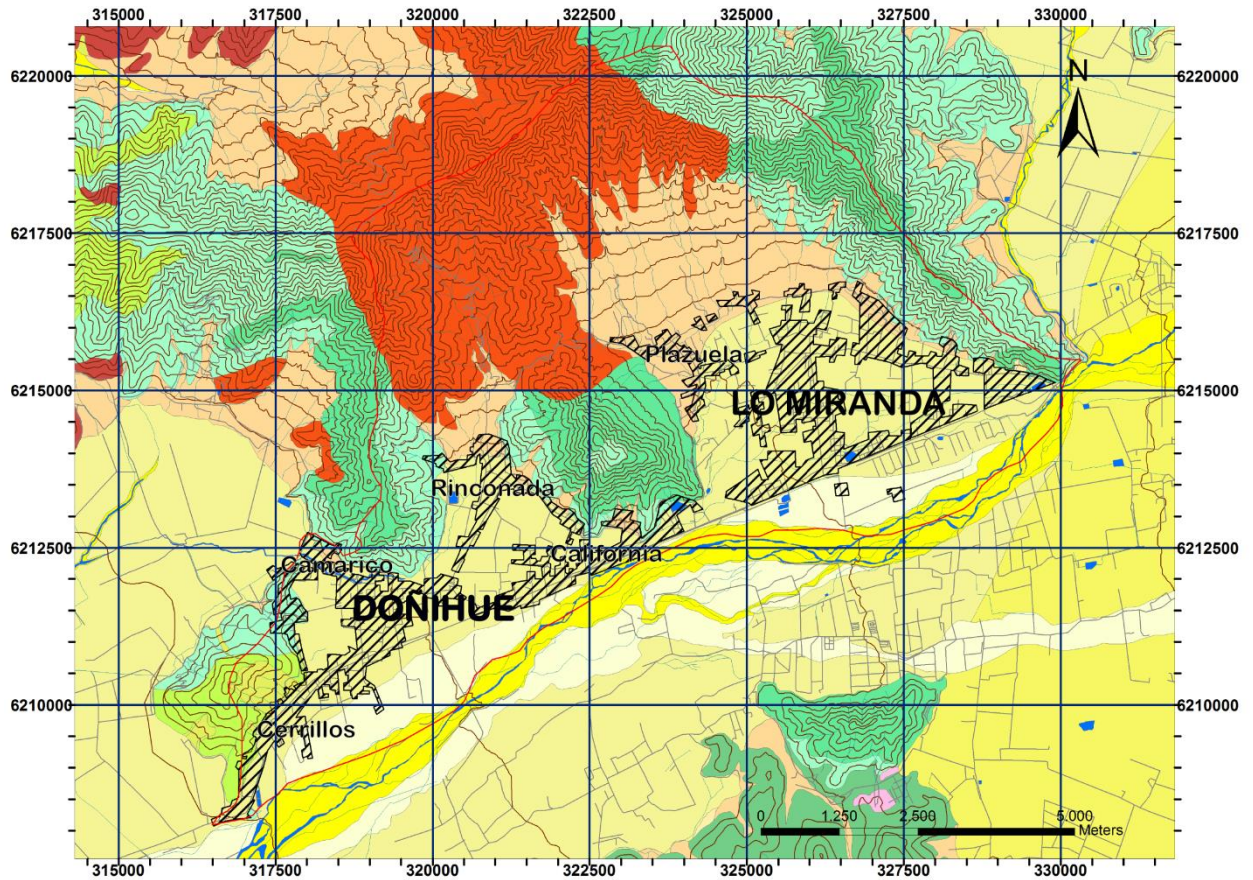 315000 317500 320000 322500 325000 327500 330000
6220000 6220000
N
6217500 6217500
Plazuela
6215000 6215000
LO MIRANDA
Rinconada
6212500 6212500
California
Camarico
DOÑIHUE
6210000 6210000
Cerrillos
0 1.250 2.500 5.000
Meters
315000 317500 320000 322500 325000 327500 330000